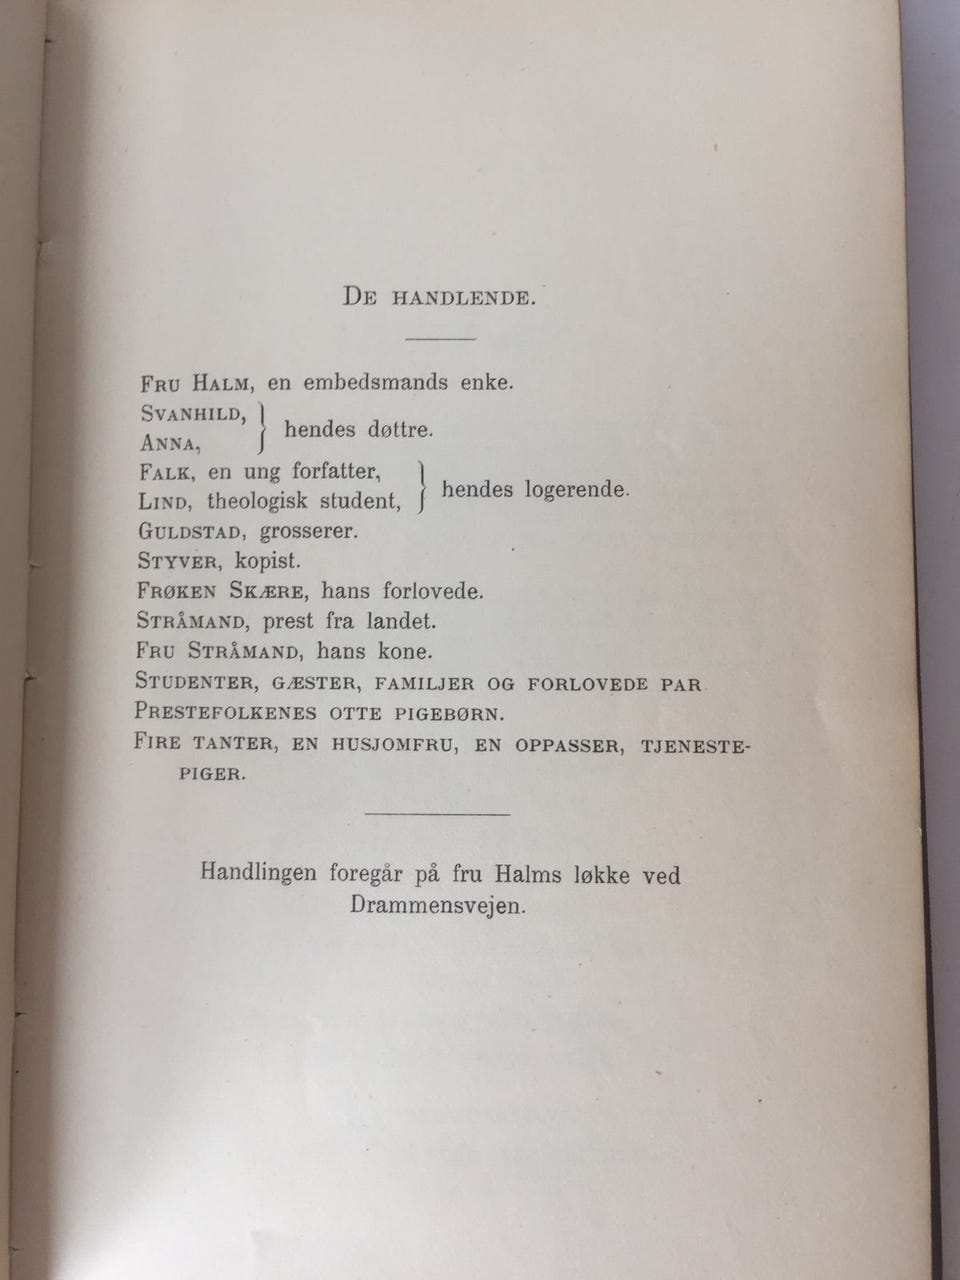 De handlende.
Fru Halm, en embedsmands enke.
Svanhild,
Anna,
hendes døttre.
Falk, en ung forfatter,
Lind, theologisk student,
hendes logerende.
Guldstad, grosserer.
Styver, kopist.
Frøken Skære, hans forlovede.
Stråmand, prest fra landet.
Fru Stråmand, hans kone.
Studenter, gæster, familjer og forlovede par.
Prestefolkenes otte pigebørn.
Fire tanter, en husjomfru, en oppasser, tjeneste-
piger.
Handlingen foregår på fru Halms løkke ved
Drammensvejen.